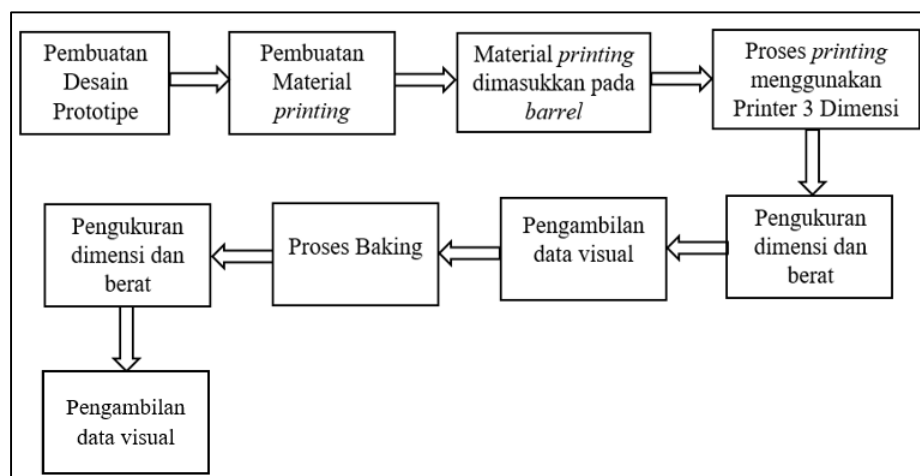 Pembuatan
Desain
Prototipe
Pembuatan
Material
printing
Material printing
dimasukkan pada
barrel
Proses printing
menggunakan
Printer 3 Dimensi
Pengukuran
dimensi dan
berat
Pengambilan
data visual
Proses Baking
Pengukuran
dimensi dan
berat
Pengambilan
data visual